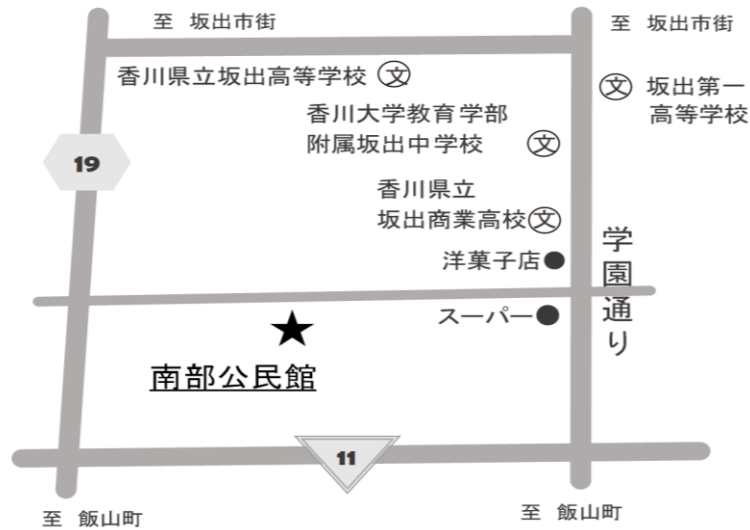 至 坂出市街
至 坂出市街
香川県立坂出高等学校 文
文 坂出第一
高等学校
香川大学教育学部
附属坂出中学校 文
19
香川県立
坂出商業高校 文
洋菓子店
学園通り
スーパー
南部公民館
11
至 飯山町
至 飯山町